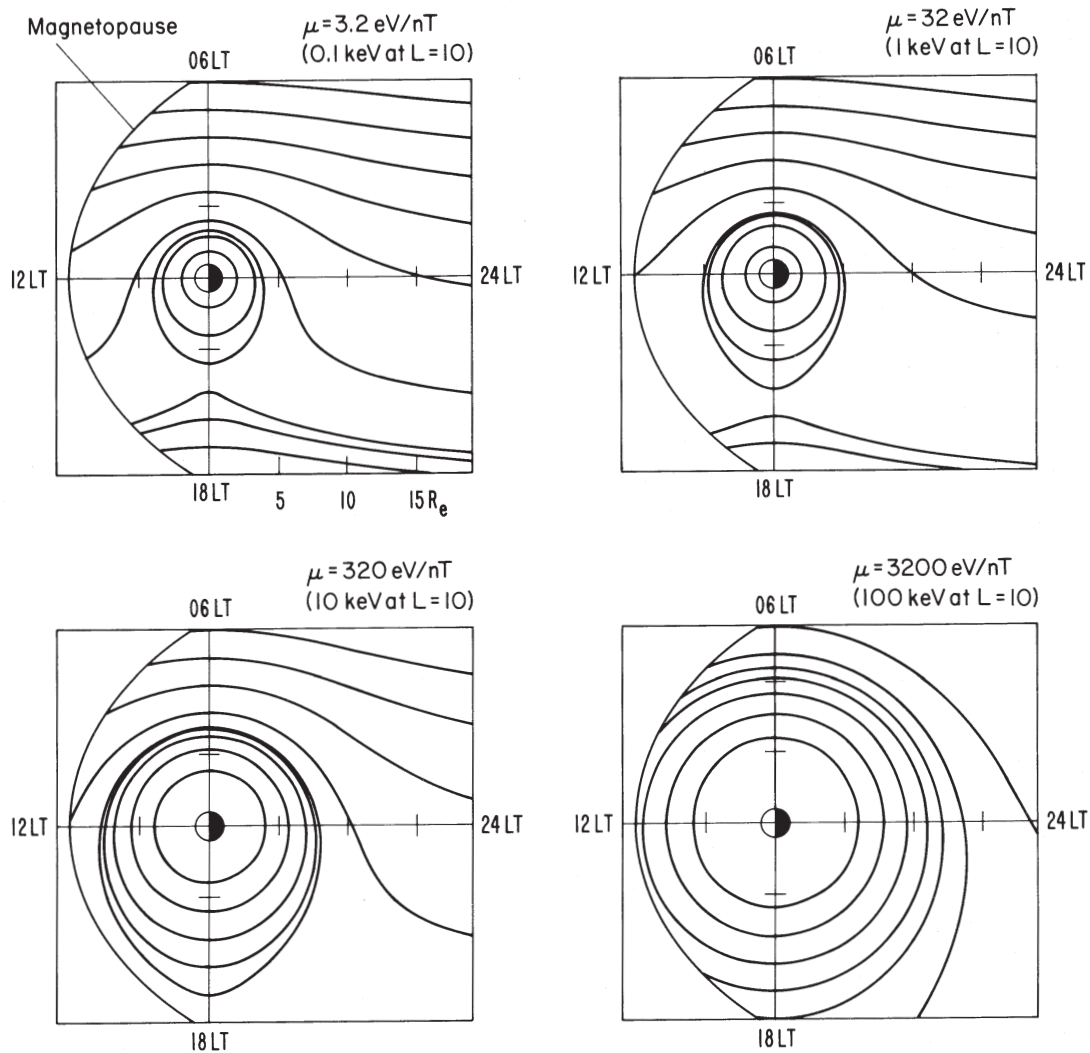 Magnetopause
μ = 3.2 eV/nT
(0.1 keV at L = 10)
06 LT
12 LT
24 LT
18 LT
5
10
15 Re
μ = 32 eV/nT
(1 keV at L = 10)
06 LT
12 LT
24 LT
18 LT
μ = 320 eV/nT
(10 keV at L = 10)
06 LT
12 LT
24 LT
18 LT
μ = 3200 eV/nT
(100 keV at L = 10)
06 LT
12 LT
24 LT
18 LT